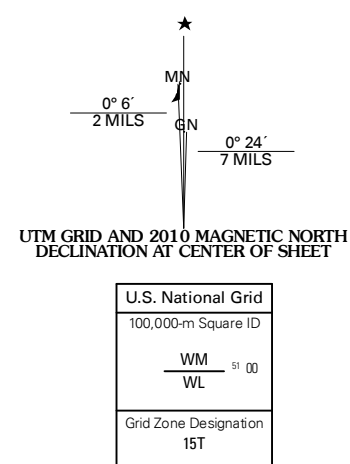 MN
0° 6´
2 MILS
GN
0° 24´
7 MILS
UTM GRID AND 2010 MAGNETIC NORTH
DECLINATION AT CENTER OF SHEET
U.S. National Grid
100,000-m Square ID
WM
51 00
WL
Grid Zone Designation
15T